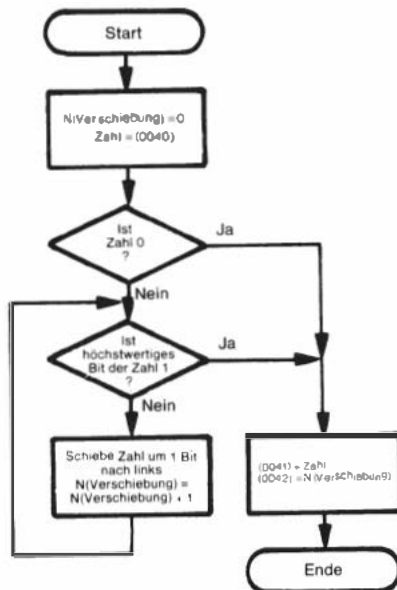 Start
N(Verschiebung) = 0
Zahl = (0040)
Ist
Zahl 0
?
Ja
Nein
Ist
höchstwertiges
Bit der Zahl 1
?
Ja
Nein
Schiebe Zahl um 1 Bit
nach links
N(Verschiebung) =
N(Verschiebung) + 1
(0041) = Zahl
(0042) = N(Verschiebung)
Ende